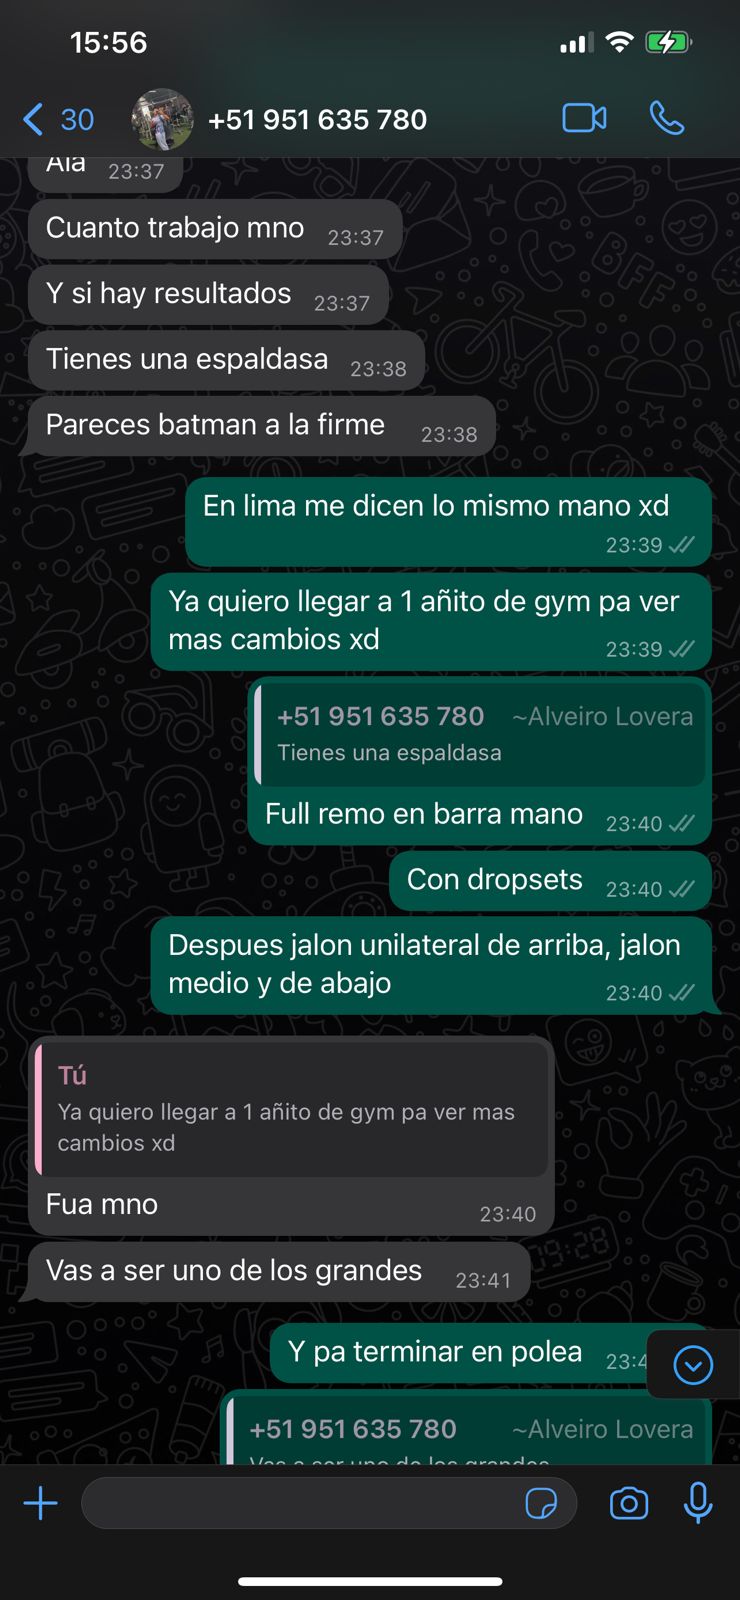 15:56
30
+51 951 635 780
Ala 23:37
Cuanto trabajo mno 23:37
Y si hay resultados 23:37
Tienes una espaldasa 23:38
Pareces batman a la firme 23:38
En lima me dicen lo mismo mano xd
23:39
Ya quiero llegar a 1 añito de gym pa ver
mas cambios xd 23:39
+51 951 635 780 ~Alveiro Lovera
Tienes una espaldasa
Full remo en barra mano 23:40
Con dropsets 23:40
Despues jalon unilateral de arriba, jalon
medio y de abajo 23:40
Tú
Ya quiero llegar a 1 añito de gym pa ver mas
cambios xd
Fua mno 23:40
Vas a ser uno de los grandes 23:41
Y pa terminar en polea 23:4
+51 951 635 780 ~Alveiro Lovera
Vas a ser uno de los grandes